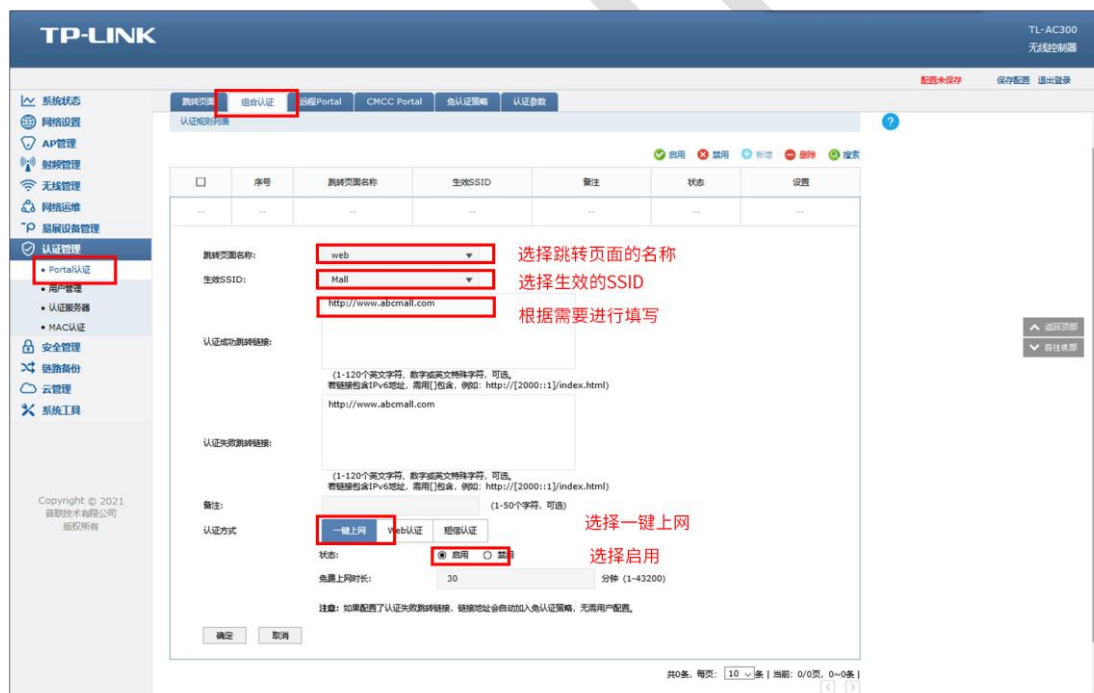 TP-LINK
TL-AC300
无线控制器
配置未保存 保存配置 退出登录
系统状态
网络设置
AP管理
射频管理
无线管理
网络运维
易展设备管理
认证管理
• Portal认证
• 用户管理
• 认证服务器
• MAC认证
安全管理
链路备份
云管理
系统工具
Copyright © 2021
普联技术有限公司
版权所有
跳转页面 组合认证 远程Portal CMCC Portal 免认证策略 认证参数
认证规则列表
启用 禁用 新增 删除 搜索
序号 跳转页面名称 生效SSID 备注 状态 设置
-- -- -- -- -- -- --
跳转页面名称: web 选择跳转页面的名称
生效SSID: Mall 选择生效的SSID
http://www.abcmall.com 根据需要进行填写
认证成功跳转链接:
(1-120个英文字符、数字或英文特殊字符, 可选。
若链接包含IPv6地址, 需用[]包含, 例如: http://[2000::1]/index.html)
http://www.abcmall.com
认证失败跳转链接:
(1-120个英文字符、数字或英文特殊字符, 可选。
若链接包含IPv6地址, 需用[]包含, 例如: http://[2000::1]/index.html)
备注: (1-50个字符, 可选)
认证方式 一键上网 Web认证 短信认证 选择一键上网
状态: 启用 禁用 选择启用
免费上网时长: 30 分钟 (1-43200)
注意: 如果配置了认证失败跳转链接, 链接地址会自动加入免认证策略, 无需用户配置。
确定 取消
共0条, 每页: 10 条 | 当前: 0/0页, 0~0条 |
返回顶部
前往底部